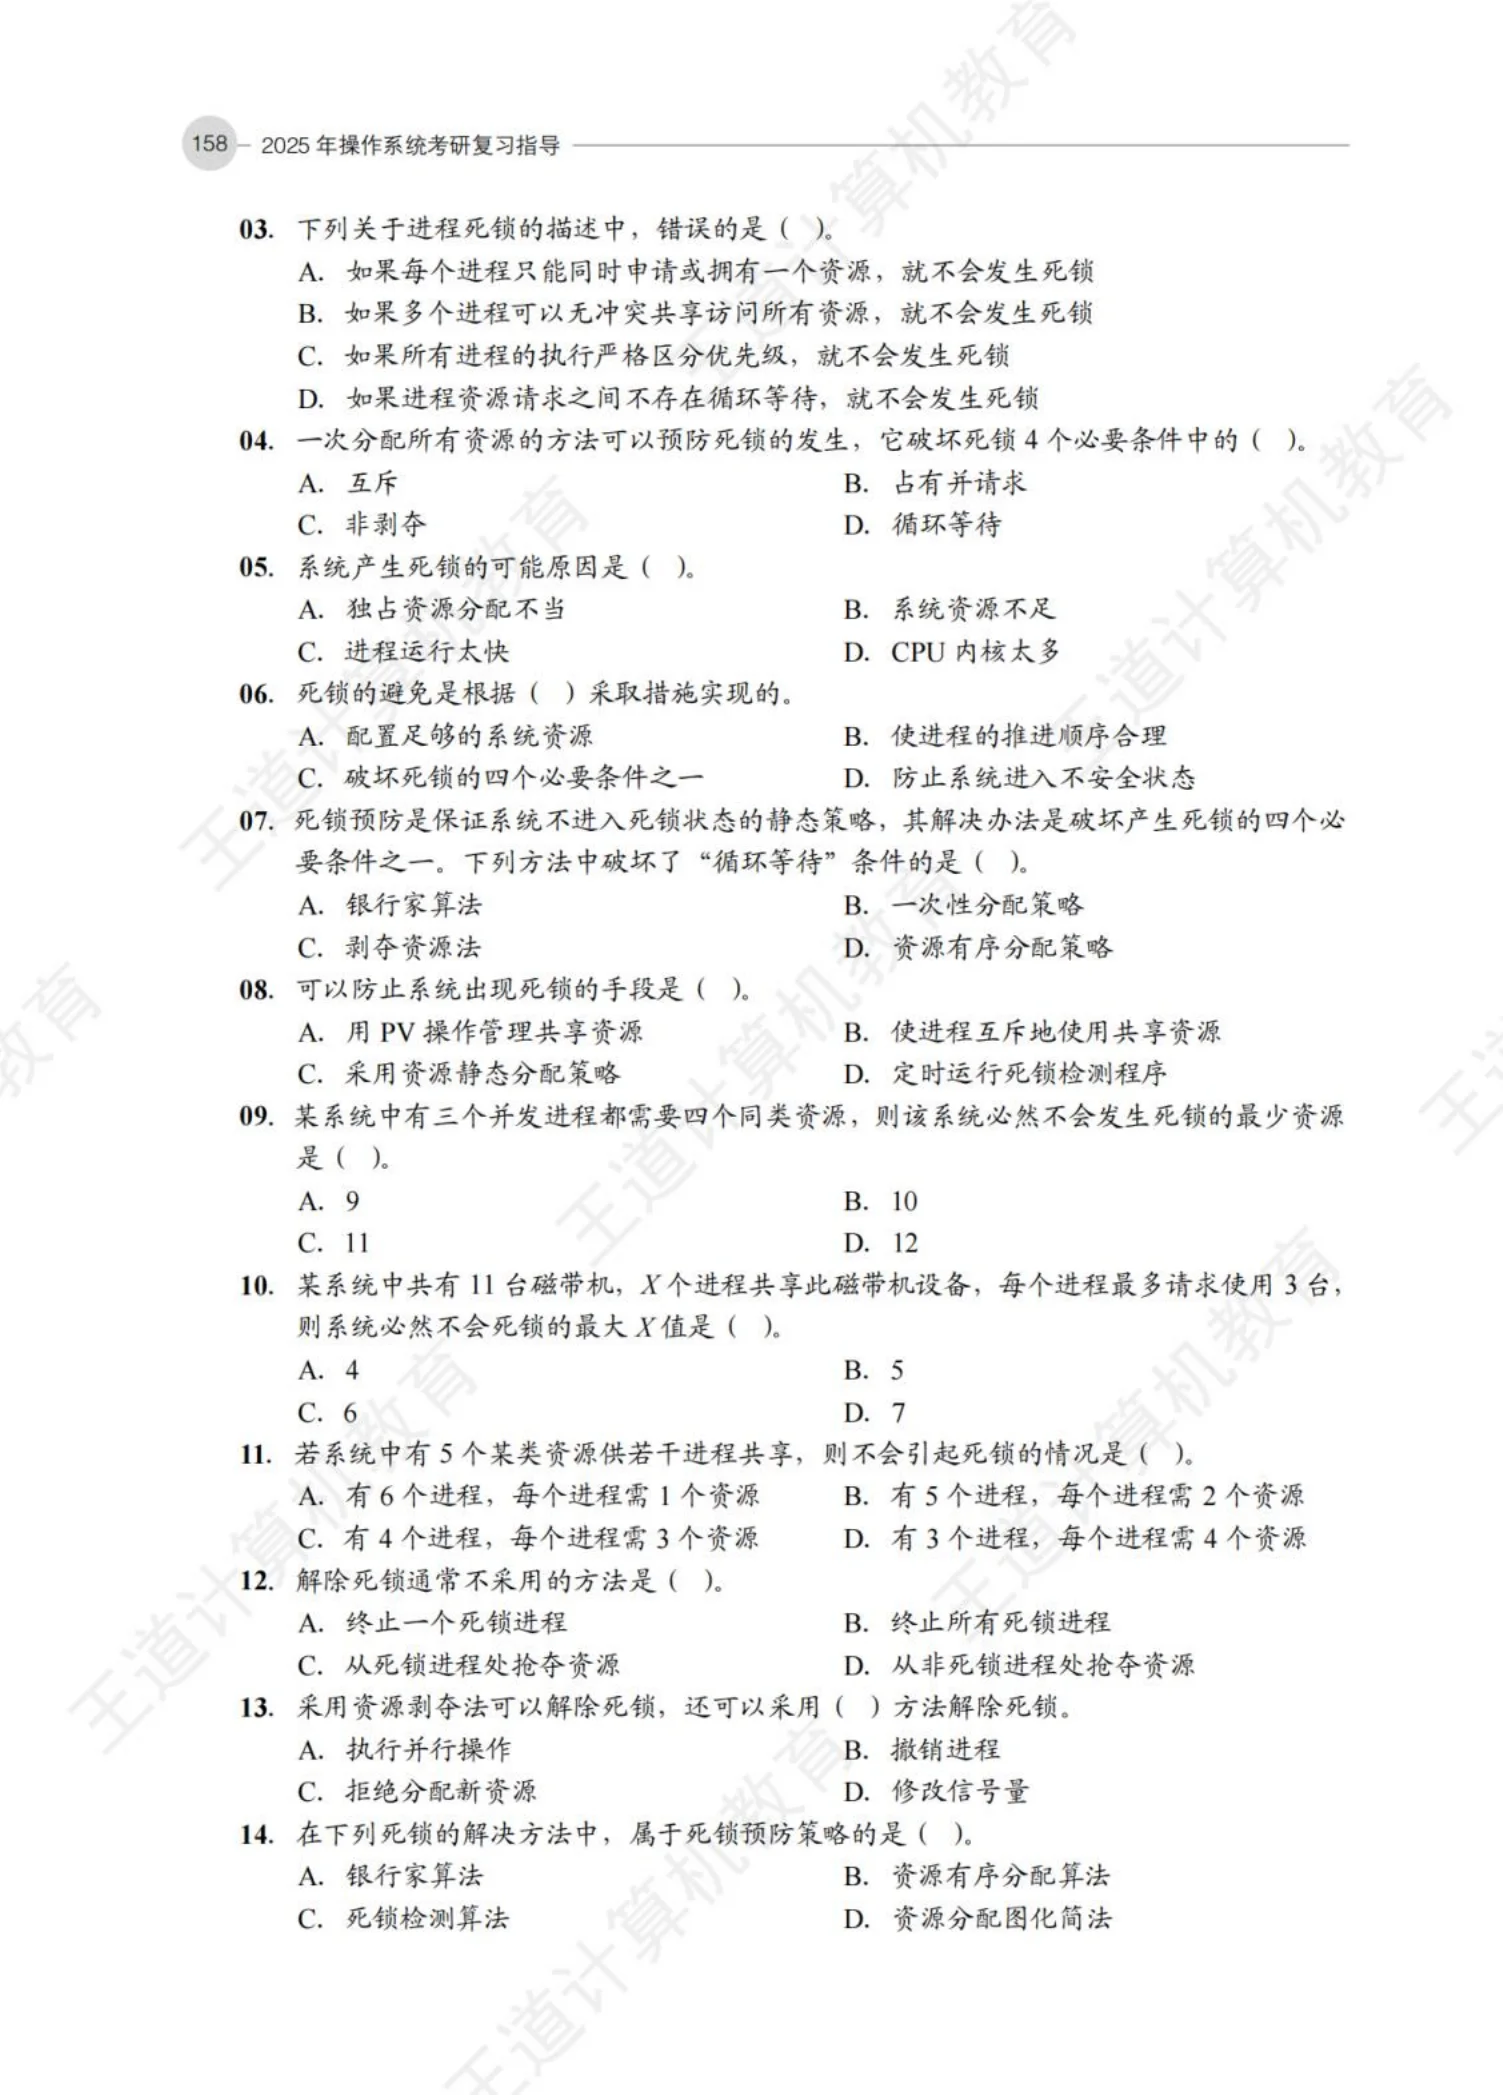 158 2025 年操作系统考研复习指导
03. 下列关于进程死锁的描述中，错误的是（ ）。
A. 如果每个进程只能同时申请或拥有一个资源，就不会发生死锁
B. 如果多个进程可以无冲突共享访问所有资源，就不会发生死锁
C. 如果所有进程的执行严格区分优先级，就不会发生死锁
D. 如果进程资源请求之间不存在循环等待，就不会发生死锁
04. 一次分配所有资源的方法可以预防死锁的发生，它破坏死锁 4 个必要条件中的（ ）。
A. 互斥 B. 占有并请求
C. 非剥夺 D. 循环等待
05. 系统产生死锁的可能原因是（ ）。
A. 独占资源分配不当 B. 系统资源不足
C. 进程运行太快 D. CPU 内核太多
06. 死锁的避免是根据（ ）采取措施实现的。
A. 配置足够的系统资源 B. 使进程的推进顺序合理
C. 破坏死锁的四个必要条件之一 D. 防止系统进入不安全状态
07. 死锁预防是保证系统不进入死锁状态的静态策略，其解决办法是破坏产生死锁的四个必
要条件之一。下列方法中破坏了“循环等待”条件的是（ ）。
A. 银行家算法 B. 一次性分配策略
C. 剥夺资源法 D. 资源有序分配策略
08. 可以防止系统出现死锁的手段是（ ）。
A. 用 PV 操作管理共享资源 B. 使进程互斥地使用共享资源
C. 采用资源静态分配策略 D. 定时运行死锁检测程序
09. 某系统中有三个并发进程都需要四个同类资源，则该系统必然不会发生死锁的最少资源
是（ ）。
A. 9 B. 10
C. 11 D. 12
10. 某系统中共有 11 台磁带机，X 个进程共享此磁带机设备，每个进程最多请求使用 3 台，
则系统必然不会死锁的最大 X 值是（ ）。
A. 4 B. 5
C. 6 D. 7
11. 若系统中有 5 个某类资源供若干进程共享，则不会引起死锁的情况是（ ）。
A. 有 6 个进程，每个进程需 1 个资源 B. 有 5 个进程，每个进程需 2 个资源
C. 有 4 个进程，每个进程需 3 个资源 D. 有 3 个进程，每个进程需 4 个资源
12. 解除死锁通常不采用的方法是（ ）。
A. 终止一个死锁进程 B. 终止所有死锁进程
C. 从死锁进程处抢夺资源 D. 从非死锁进程处抢夺资源
13. 采用资源剥夺法可以解除死锁，还可以采用（ ）方法解除死锁。
A. 执行并行操作 B. 撤销进程
C. 拒绝分配新资源 D. 修改信号量
14. 在下列死锁的解决方法中，属于死锁预防策略的是（ ）。
A. 银行家算法 B. 资源有序分配算法
C. 死锁检测算法 D. 资源分配图化简法
王道计算机教育